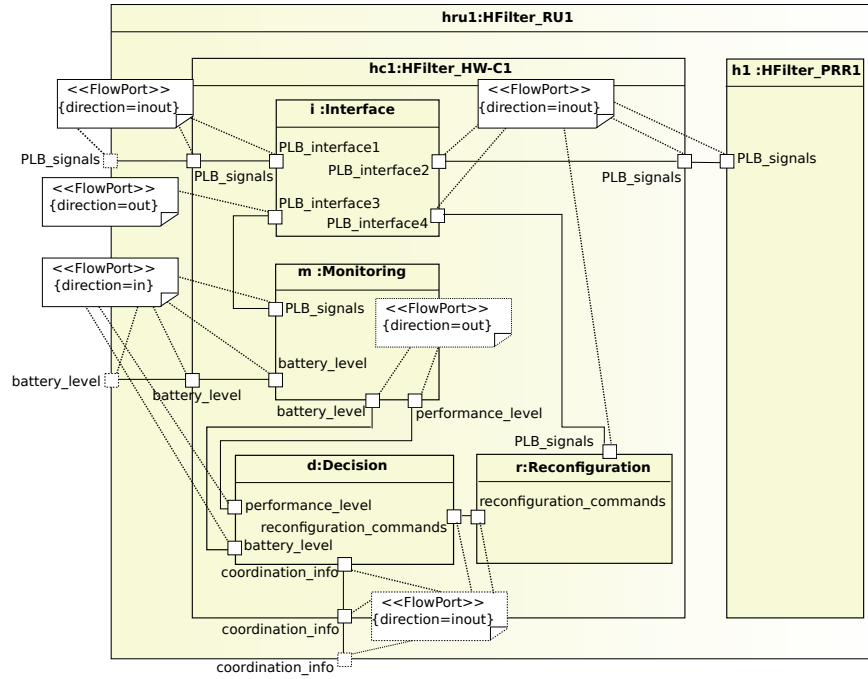 hru1:HFilter_RU1
hc1:HFilter_HW-C1
h1 :HFilter_PRR1
<<FlowPort>>
{direction=inout}
i :Interface
<<FlowPort>>
{direction=inout}
PLB_interface1
PLB_signals
PLB_signals
PLB_interface2
PLB_signals
PLB_signals
<<FlowPort>>
{direction=out}
PLB_interface3
PLB_interface4
<<FlowPort>>
{direction=in}
m :Monitoring
PLB_signals
<<FlowPort>>
{direction=out}
battery_level
battery_level
battery_level
battery_level
performance_level
PLB_signals
d:Decision
r:Reconfiguration
performance_level
reconfiguration_commands
reconfiguration_commands
battery_level
coordination_info
<<FlowPort>>
{direction=inout}
coordination_info
coordination_info